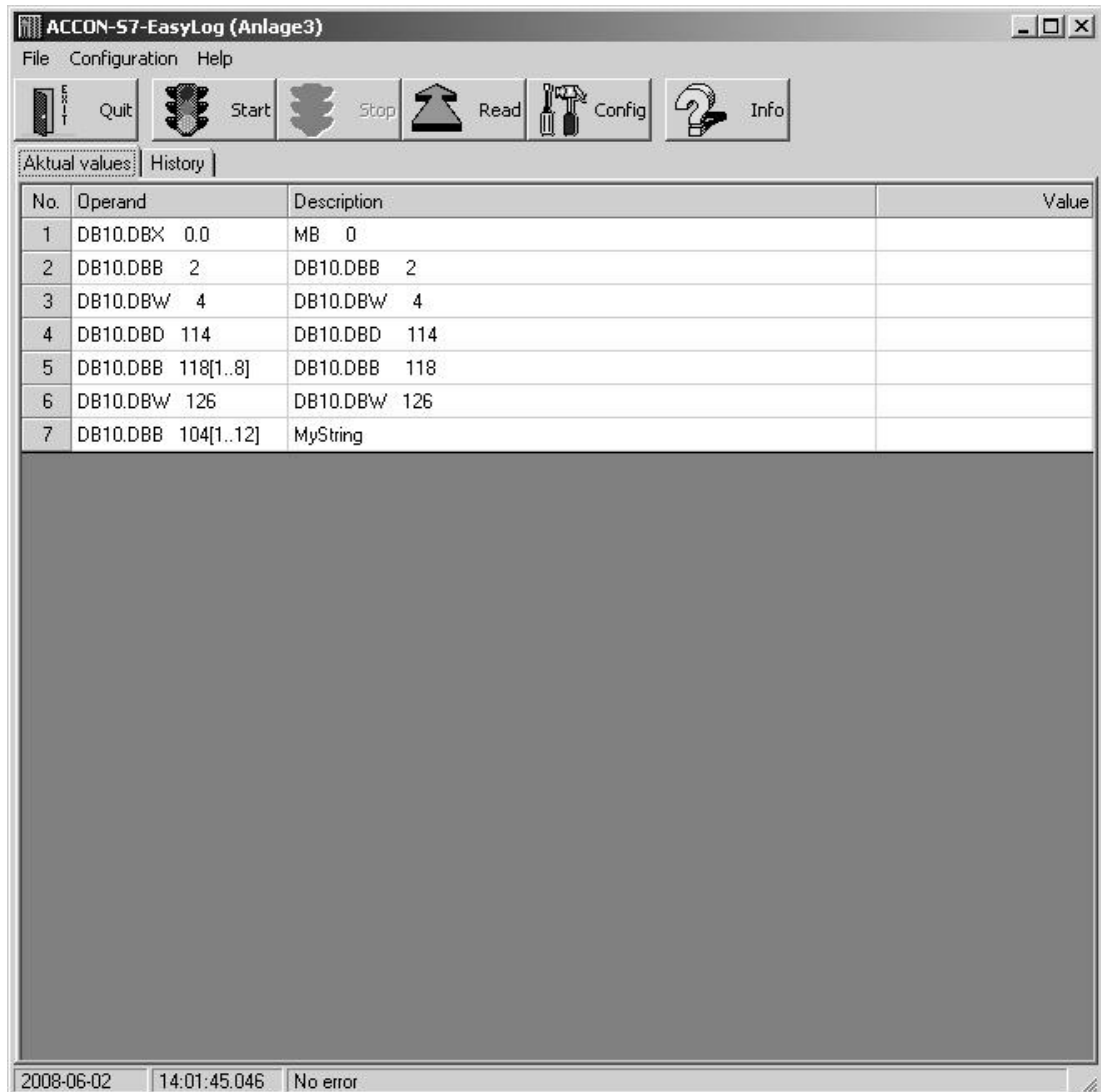 ACCON-S7-EasyLog (Anlage3)
File Configuration Help
EXIT Quit Start Stop Read Config Info
Aktual values History
No. Operand Description Value
1 DB10.DBX 0.0 MB 0
2 DB10.DBB 2 DB10.DBB 2
3 DB10.DBW 4 DB10.DBW 4
4 DB10.DBD 114 DB10.DBD 114
5 DB10.DBB 118[1..8] DB10.DBB 118
6 DB10.DBW 126 DB10.DBW 126
7 DB10.DBB 104[1..12] MyString
2008-06-02 14:01:45.046 No error